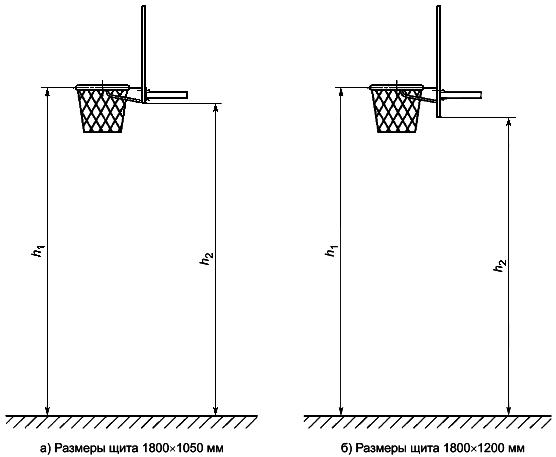 h1
h2
h1
h2
а) Размеры щита 1800×1050 мм
б) Размеры щита 1800×1200 мм